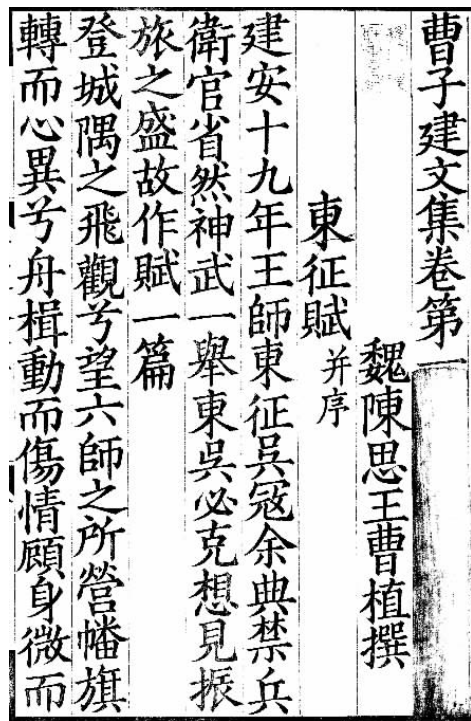 曹子建文集卷第一
魏陳思王曹植撰
東征賦并序
建安十九年王師東征吴冦余典禁兵
衛官省然神武一舉東吴必克想見振
旅之盛故作賦一篇
登城隅之飛觀兮望六師之所營幡旗
轉而心異兮舟楫動而傷情顧身微而